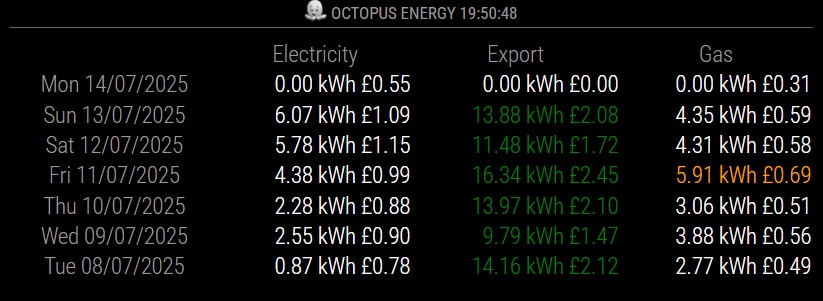 OCTOPUS ENERGY 19:50:48
Electricity Export Gas
Mon 14/07/2025 0.00 kWh £0.55 0.00 kWh £0.00 0.00 kWh £0.31
Sun 13/07/2025 6.07 kWh £1.09 13.88 kWh £2.08 4.35 kWh £0.59
Sat 12/07/2025 5.78 kWh £1.15 11.48 kWh £1.72 4.31 kWh £0.58
Fri 11/07/2025 4.38 kWh £0.99 16.34 kWh £2.45 5.91 kWh £0.69
Thu 10/07/2025 2.28 kWh £0.88 13.97 kWh £2.10 3.06 kWh £0.51
Wed 09/07/2025 2.55 kWh £0.90 9.79 kWh £1.47 3.88 kWh £0.56
Tue 08/07/2025 0.87 kWh £0.78 14.16 kWh £2.12 2.77 kWh £0.49